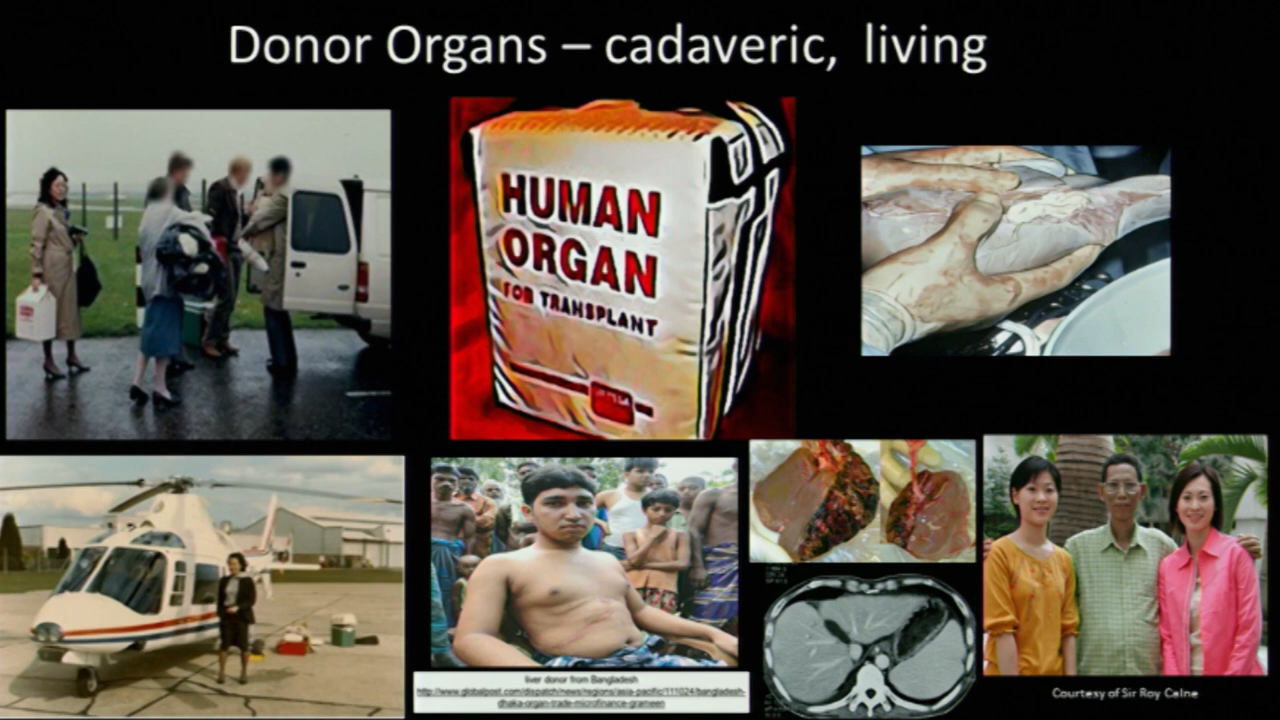 Donor Organs – cadaveric, living
HUMAN
ORGAN
FOR TRANSPLANT
liver donor from Bangladesh
http://www.globalpost.com/dispatch/news/regions/asia-pacific/111024/bangladesh-
dhaka-organ-trade-microfinance-grameen
Courtesy of Sir Roy Calne